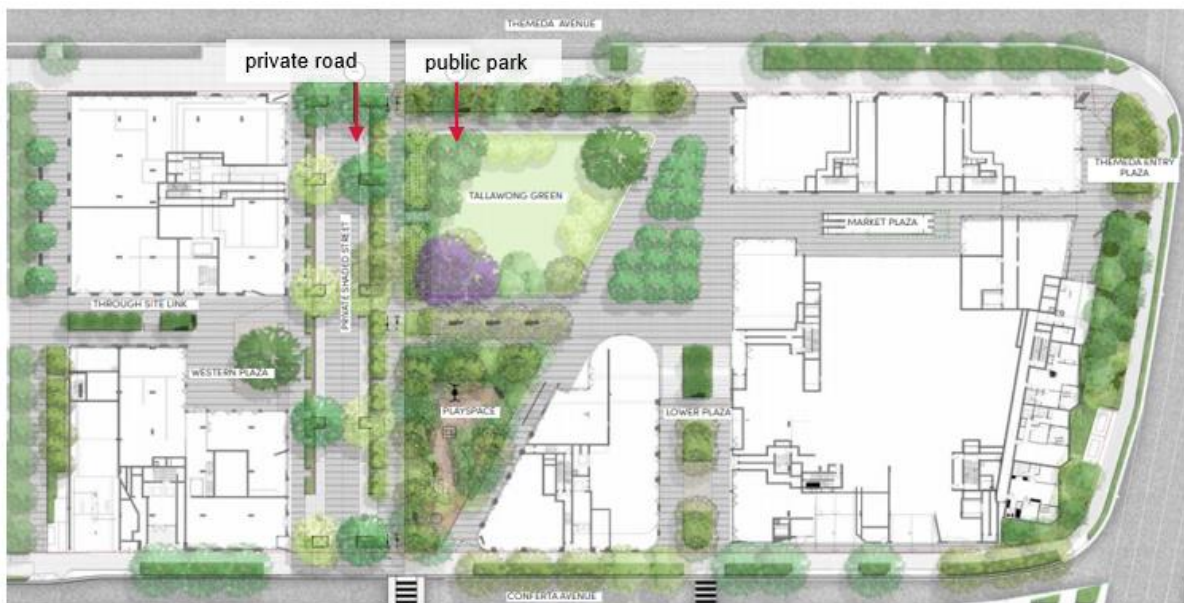 THEMEDA AVENUE
private road
public park
THEMEDA ENTRY
PLAZA
TALLAWONG GREEN
MARKET PLAZA
PRIVATE SHADED STREET
THROUGH SITE LINK
WESTERN PLAZA
PLAYSPACE
LOWER PLAZA
CONFERTA AVENUE